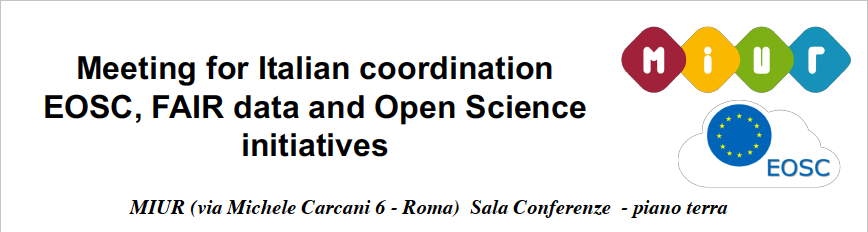 Meeting for Italian coordination
EOSC, FAIR data and Open Science
initiatives
MiUr
EOSC
MIUR (via Michele Carcani 6 - Roma)  Sala Conferenze  - piano terra